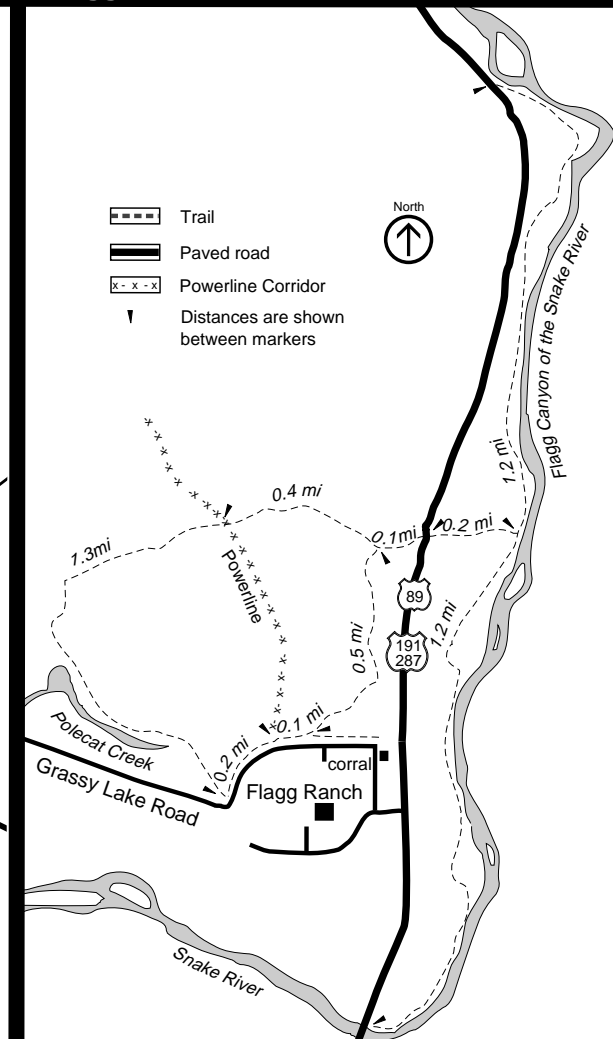 North
Trail
Paved road
x - x - x
Powerline Corridor
Distances are shown
between markers
Flagg Canyon of the Snake River
1.2 mi
0.4 mi
0.1mi
0.2 mi
1.3mi
Powerline
89
191
287
1.2 mi
0.5 mi
0.1 mi
0.2 mi
Polecat Creek
corral
Grassy Lake Road
Flagg Ranch
Snake River